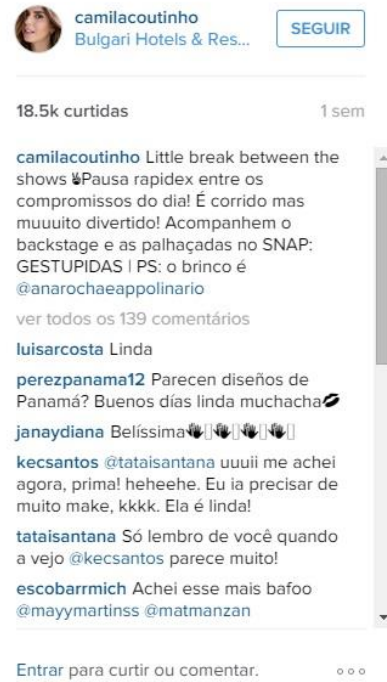 camilacoutinho
Bulgari Hotels & Res...
SEGUIR
18.5k curtidas
1 sem
camilacoutinho Little break between the
shows ✌Pausa rapidex entre os
compromissos do dia! É corrido mas
muuuito divertido! Acompanhem o
backstage e as palhaçadas no SNAP:
GESTUPIDAS | PS: o brinco é
@anarochaeappolinario
ver todos os 139 comentários
luisarcosta Linda
perezpanama12 Parecen diseños de
Panamá? Buenos días linda muchacha💋
janaydiana Belíssima👋▯👋▯👋▯👋▯
kecsantos @tataisantana uuuii me achei
agora, prima! heheehe. Eu ia precisar de
muito make, kkkk. Ela é linda!
tataisantana Só lembro de você quando
a vejo @kecsantos parece muito!
escobarrmich Achei esse mais bafoo
@mayymartinss @matmanzan
Entrar para curtir ou comentar.